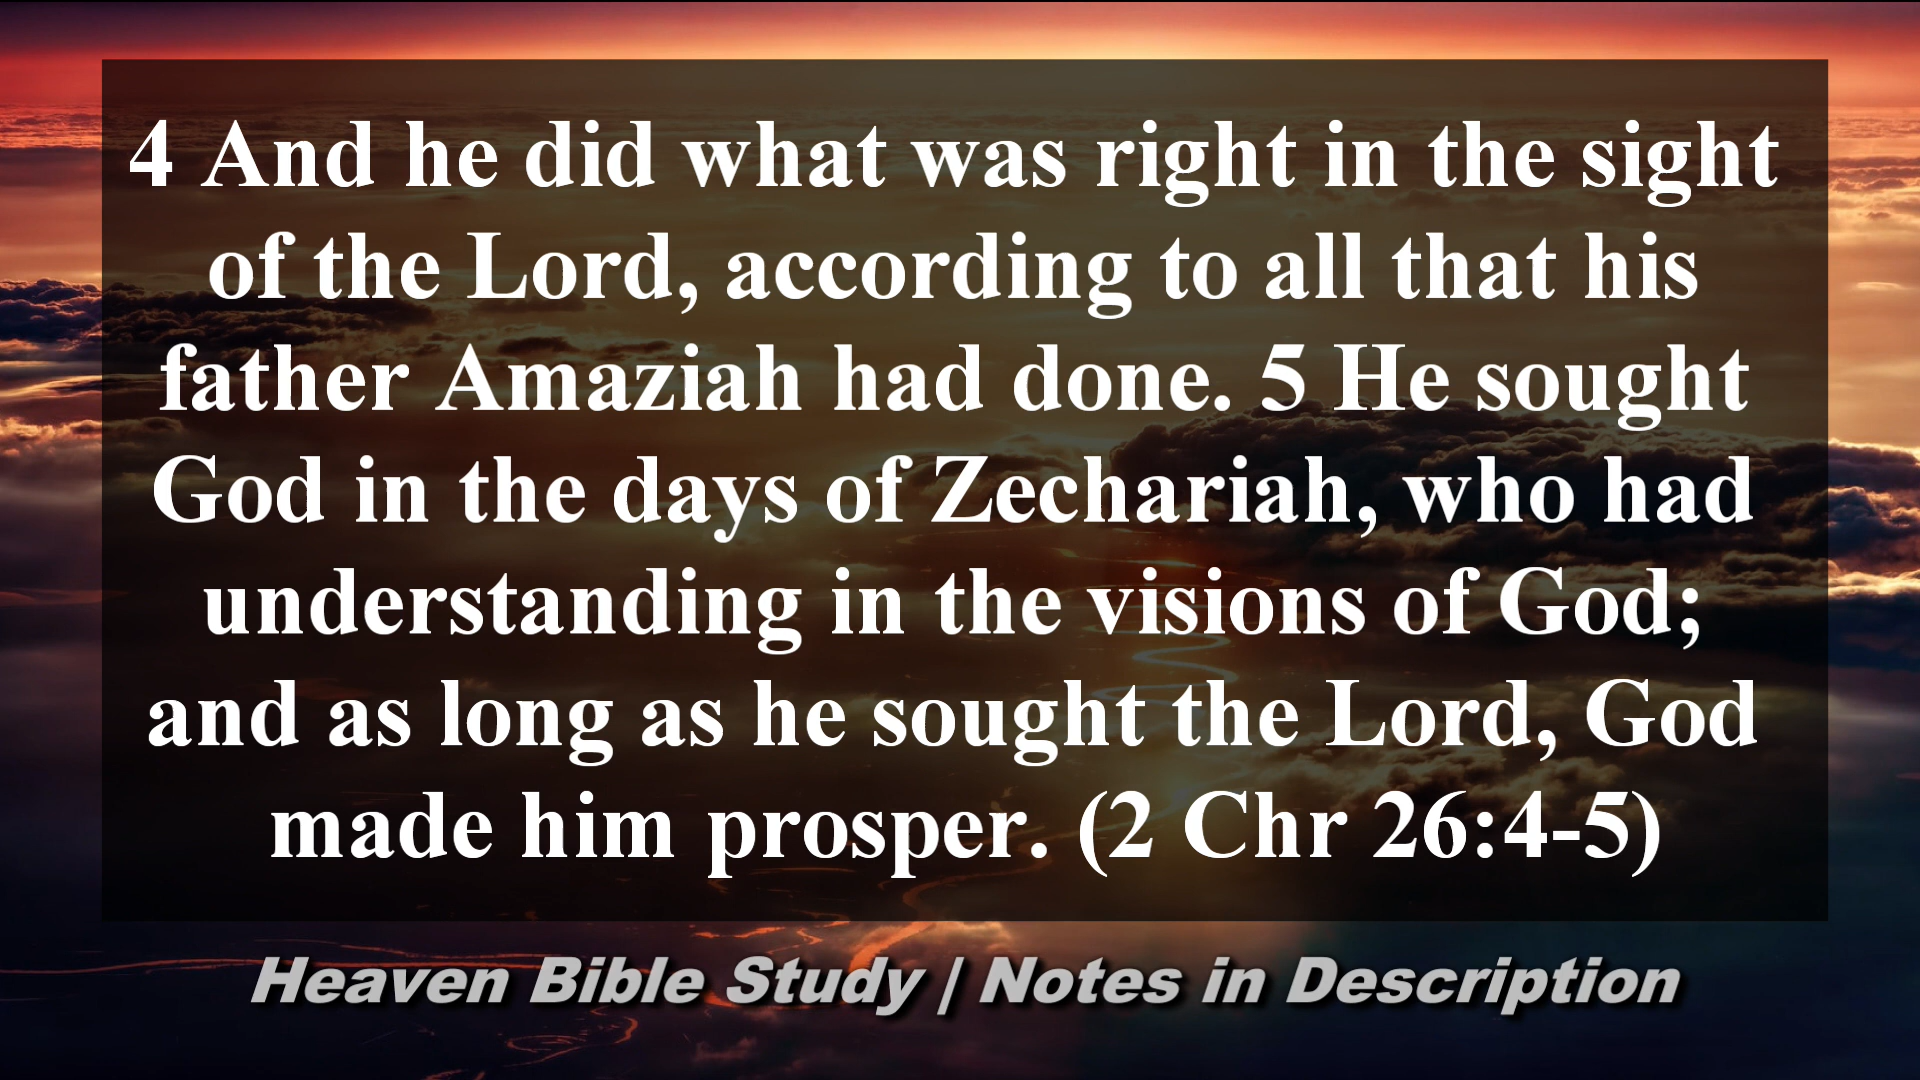 4 And he did what was right in the sight
of the Lord, according to all that his
father Amaziah had done. 5 He sought
God in the days of Zechariah, who had
understanding in the visions of God;
and as long as he sought the Lord, God
made him prosper. (2 Chr 26:4-5)
Heaven Bible Study | Notes in Description